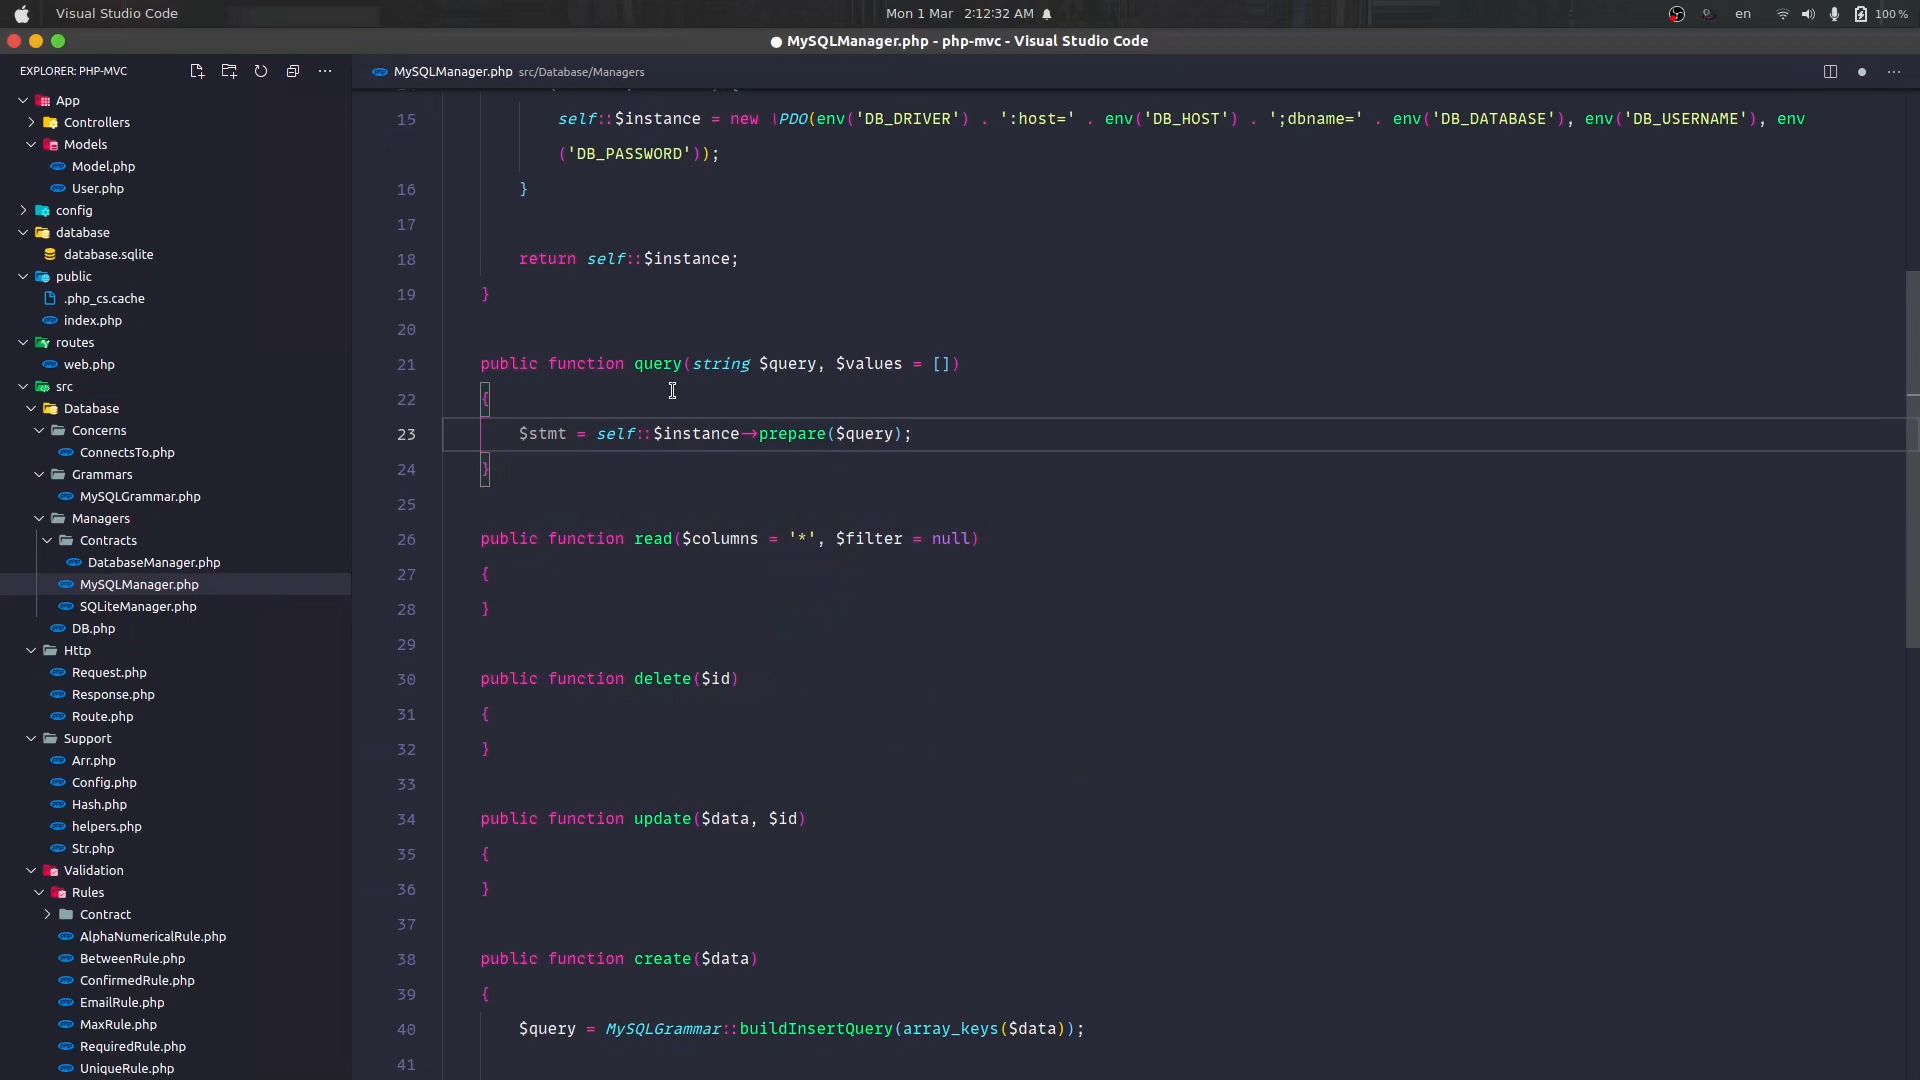 Visual Studio Code
Mon 1 Mar 2:12:32 AM
en
100 %
● MySQLManager.php - php-mvc - Visual Studio Code
EXPLORER: PHP-MVC
App
Controllers
Models
Model.php
User.php
config
database
database.sqlite
public
.php_cs.cache
index.php
routes
web.php
src
Database
Concerns
ConnectsTo.php
Grammars
MySQLGrammar.php
Managers
Contracts
DatabaseManager.php
MySQLManager.php
SQLiteManager.php
DB.php
Http
Request.php
Response.php
Route.php
Support
Arr.php
Config.php
Hash.php
helpers.php
Str.php
Validation
Rules
Contract
AlphaNumericalRule.php
BetweenRule.php
ConfirmedRule.php
EmailRule.php
MaxRule.php
RequiredRule.php
UniqueRule.php
MySQLManager.php src/Database/Managers
15 self::$instance = new \PDO(env('DB_DRIVER') . ':host=' . env('DB_HOST') . ';dbname=' . env('DB_DATABASE'), env('DB_USERNAME'), env
('DB_PASSWORD'));
16 }
17
18 return self::$instance;
19 }
20
21 public function query(string $query, $values = [])
22 {
23 $stmt = self::$instance->prepare($query);
24 }
25
26 public function read($columns = '*', $filter = null)
27 {
28 }
29
30 public function delete($id)
31 {
32 }
33
34 public function update($data, $id)
35 {
36 }
37
38 public function create($data)
39 {
40 $query = MySQLGrammar::buildInsertQuery(array_keys($data));
41